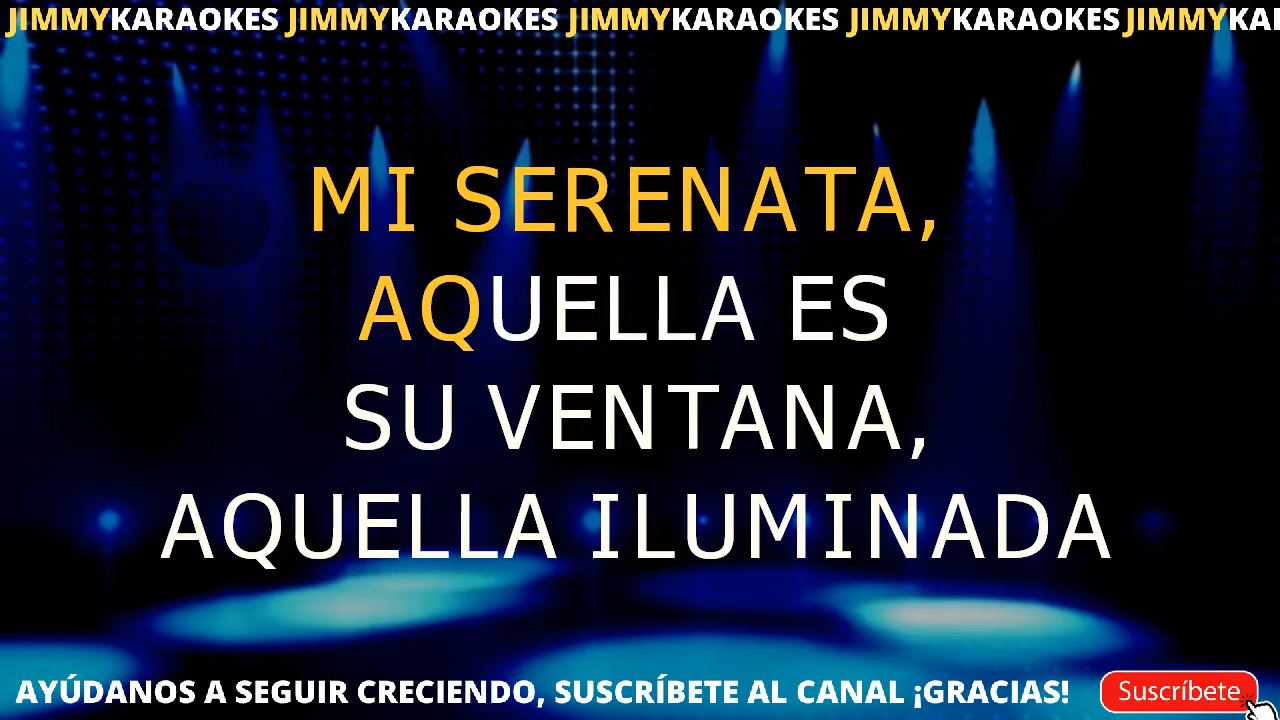 JIMMYKARAOKES JIMMYKARAOKES JIMMYKARAOKES JIMMYKARAOKES JIMMYKA
MI SERENATA,
AQUELLA ES
SU VENTANA,
AQUELLA ILUMINADA
AYÚDANOS A SEGUIR CRECIENDO, SUSCRÍBETE AL CANAL ¡GRACIAS! Suscríbete